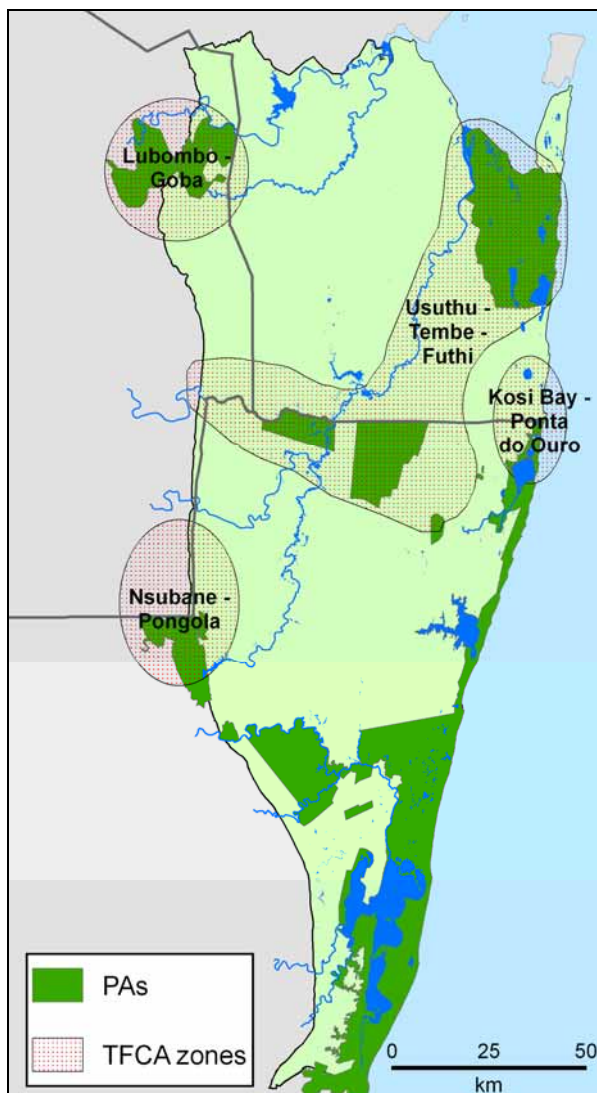 Lubombo -
Goba
Usuthu -
Tembe -
Futhi
Kosi Bay -
Ponta
do Ouro
Nsubane -
Pongola
PAs
TFCA zones
0 25 50
km